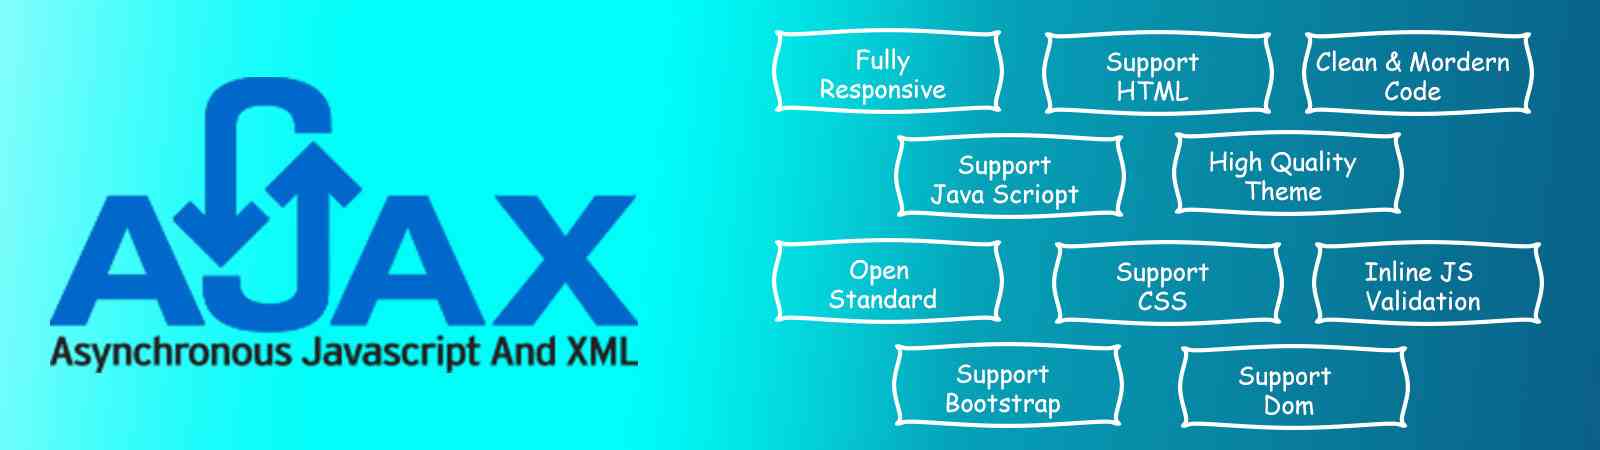 AJAX
Asynchronous Javascript And XML
Fully
Responsive
Support
HTML
Clean & Mordern
Code
Support
Java Scriopt
High Quality
Theme
Open
Standard
Support
CSS
Inline JS
Validation
Support
Bootstrap
Support
Dom